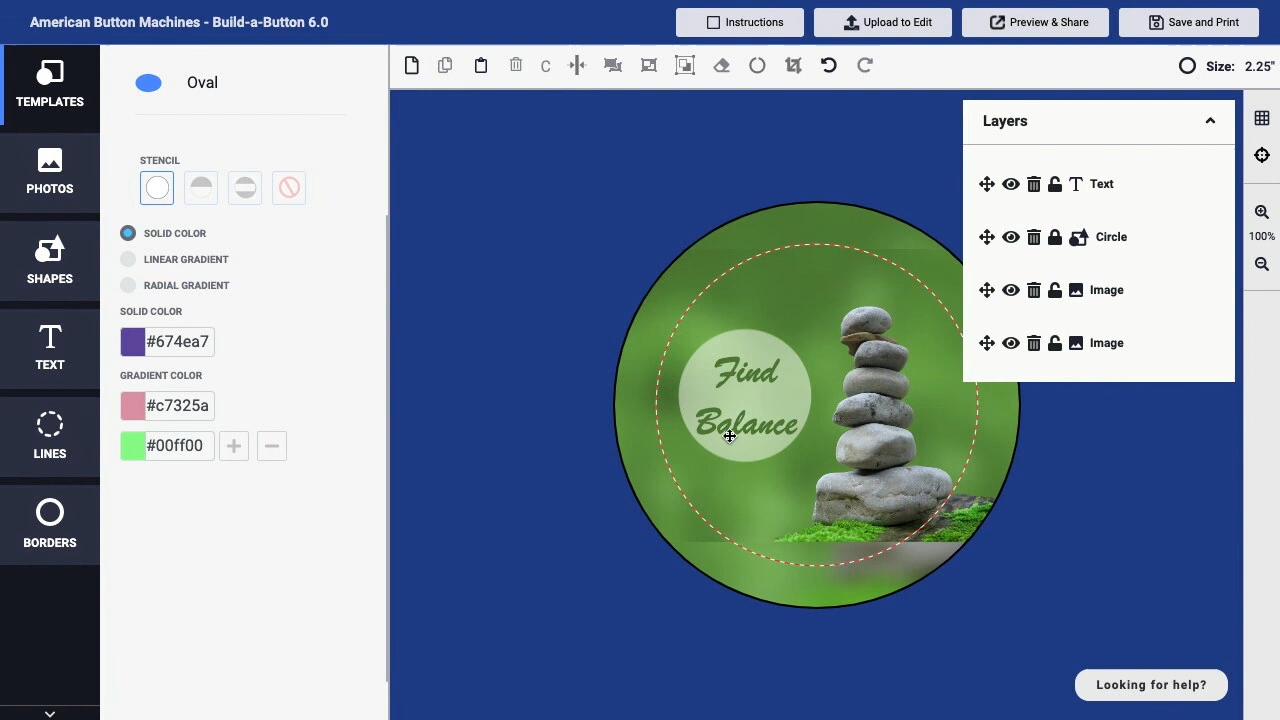 American Button Machines - Build-a-Button 6.0
Instructions
Upload to Edit
Preview & Share
Save and Print
C
Size: 2.25"
TEMPLATES
PHOTOS
SHAPES
TEXT
LINES
BORDERS
Oval
STENCIL
SOLID COLOR
LINEAR GRADIENT
RADIAL GRADIENT
SOLID COLOR
#674ea7
GRADIENT COLOR
#c7325a
#00ff00
Find
Balance
Layers
Text
Circle
Image
Image
100%
Looking for help?